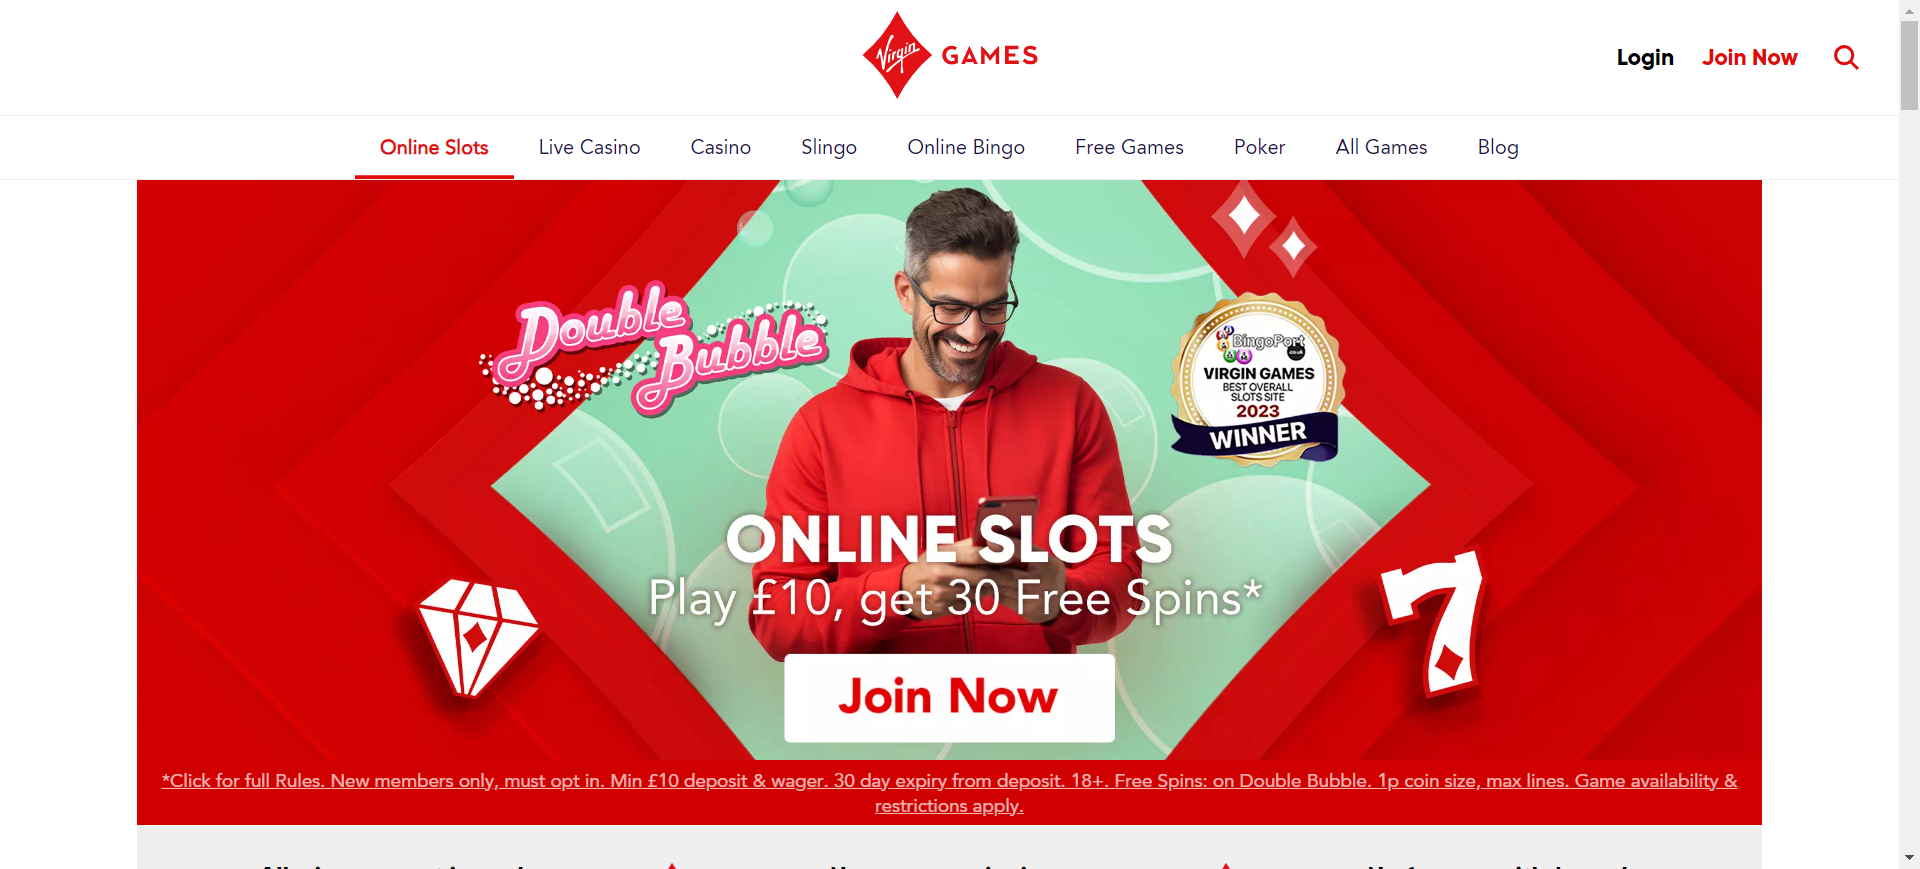 Virgin GAMES
Login
Join Now
Online Slots
Live Casino
Casino
Slingo
Online Bingo
Free Games
Poker
All Games
Blog
Double
Bubble
BingoPort
.co.uk
VIRGIN GAMES
BEST OVERALL
SLOTS SITE
2023
WINNER
ONLINE SLOTS
Play £10, get 30 Free Spins*
7
Join Now
*Click for full Rules. New members only, must opt in. Min £10 deposit & wager. 30 day expiry from deposit. 18+. Free Spins: on Double Bubble. 1p coin size, max lines. Game availability &
restrictions apply.